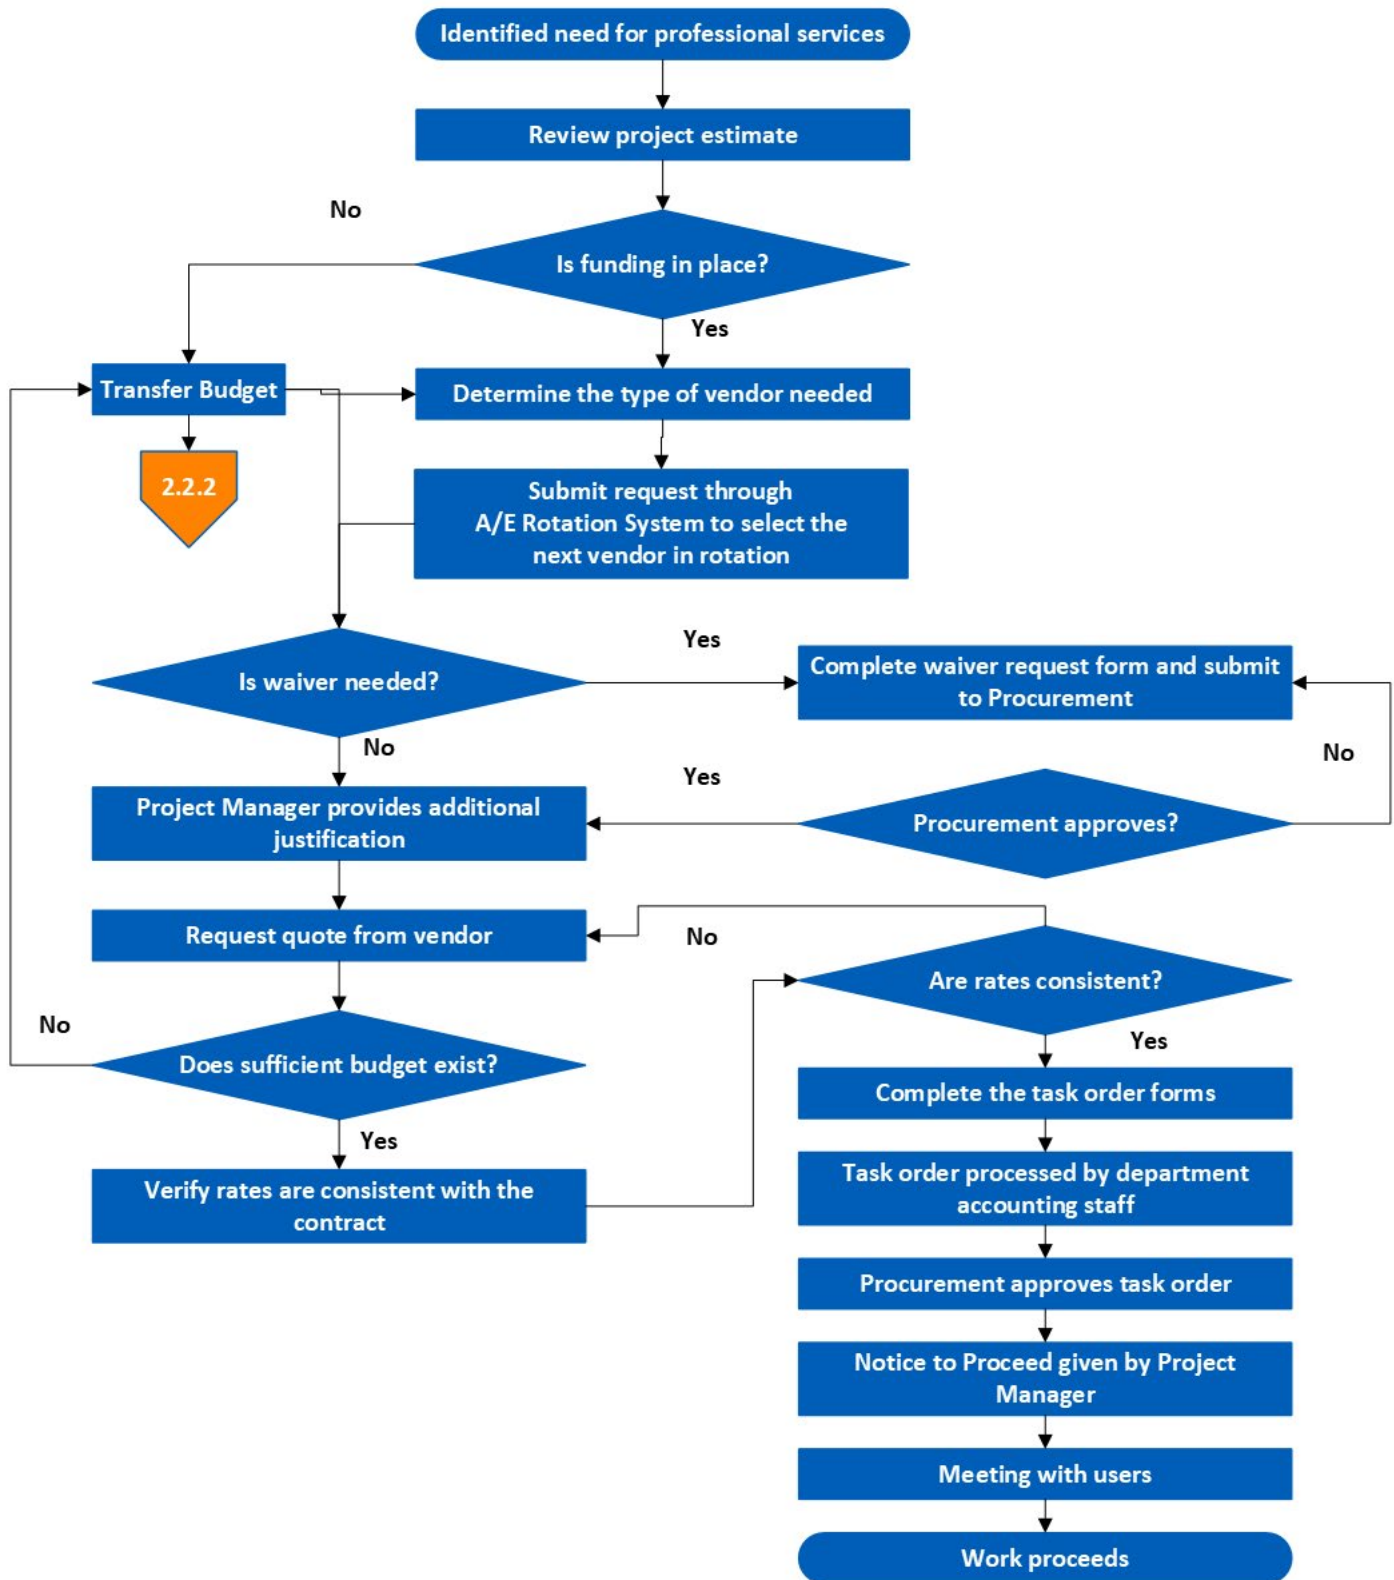 Identified need for professional services
Review project estimate
No
Is funding in place?
Yes
Transfer Budget
Determine the type of vendor needed
2.2.2
Submit request through
A/E Rotation System to select the
next vendor in rotation
Yes
Is waiver needed?
Complete waiver request form and submit
to Procurement
No
No
Yes
Project Manager provides additional
justification
Procurement approves?
Request quote from vendor
No
Are rates consistent?
No
Yes
Does sufficient budget exist?
Complete the task order forms
Yes
Verify rates are consistent with the
contract
Task order processed by department
accounting staff
Procurement approves task order
Notice to Proceed given by Project
Manager
Meeting with users
Work proceeds